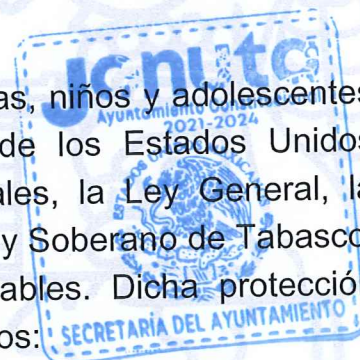 Jonuta
as, niños y adolescentes
Ayuntamiento
2021-2024
de los Estados Unidos
ales, la Ley General, la
y Soberano de Tabasco
ables. Dicha protecció
os:
SECRETARÍA DEL AYUNTAMIENTO